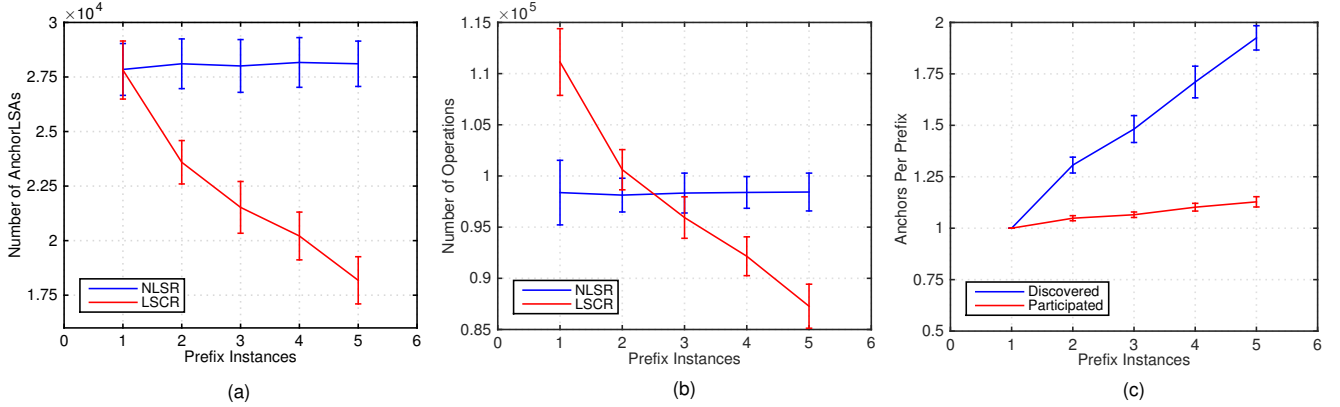 ×10⁴
3
2.75
2.5
2.25
2
1.75
Number of AnchorLSAs
NLSR
LSCR
0 1 2 3 4 5 6
Prefix Instances
(a)
×10⁵
1.15
1.1
1.05
1
0.95
0.9
0.85
Number of Operations
NLSR
LSCR
0 1 2 3 4 5 6
Prefix Instances
(b)
2
1.75
1.5
1.25
1
0.75
0.5
Anchors Per Prefix
Discovered
Participated
0 1 2 3 4 5 6
Prefix Instances
(c)